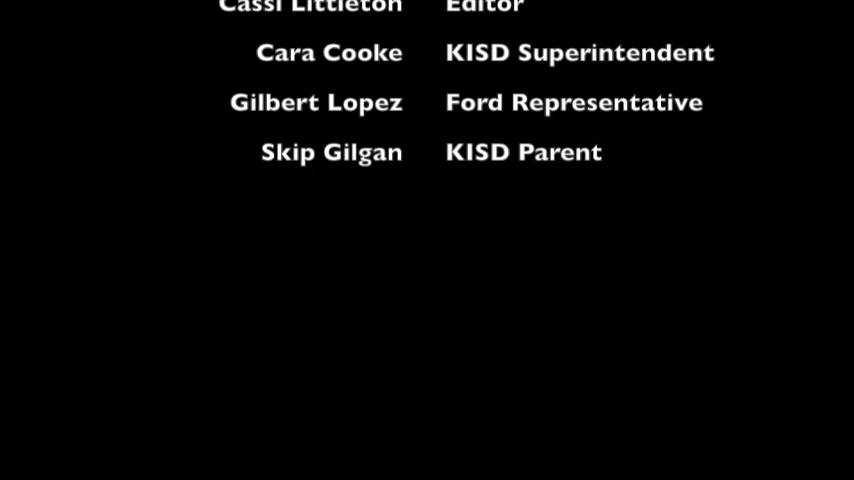 Cassi Littleton Editor
Cara Cooke KISD Superintendent
Gilbert Lopez Ford Representative
Skip Gilgan KISD Parent